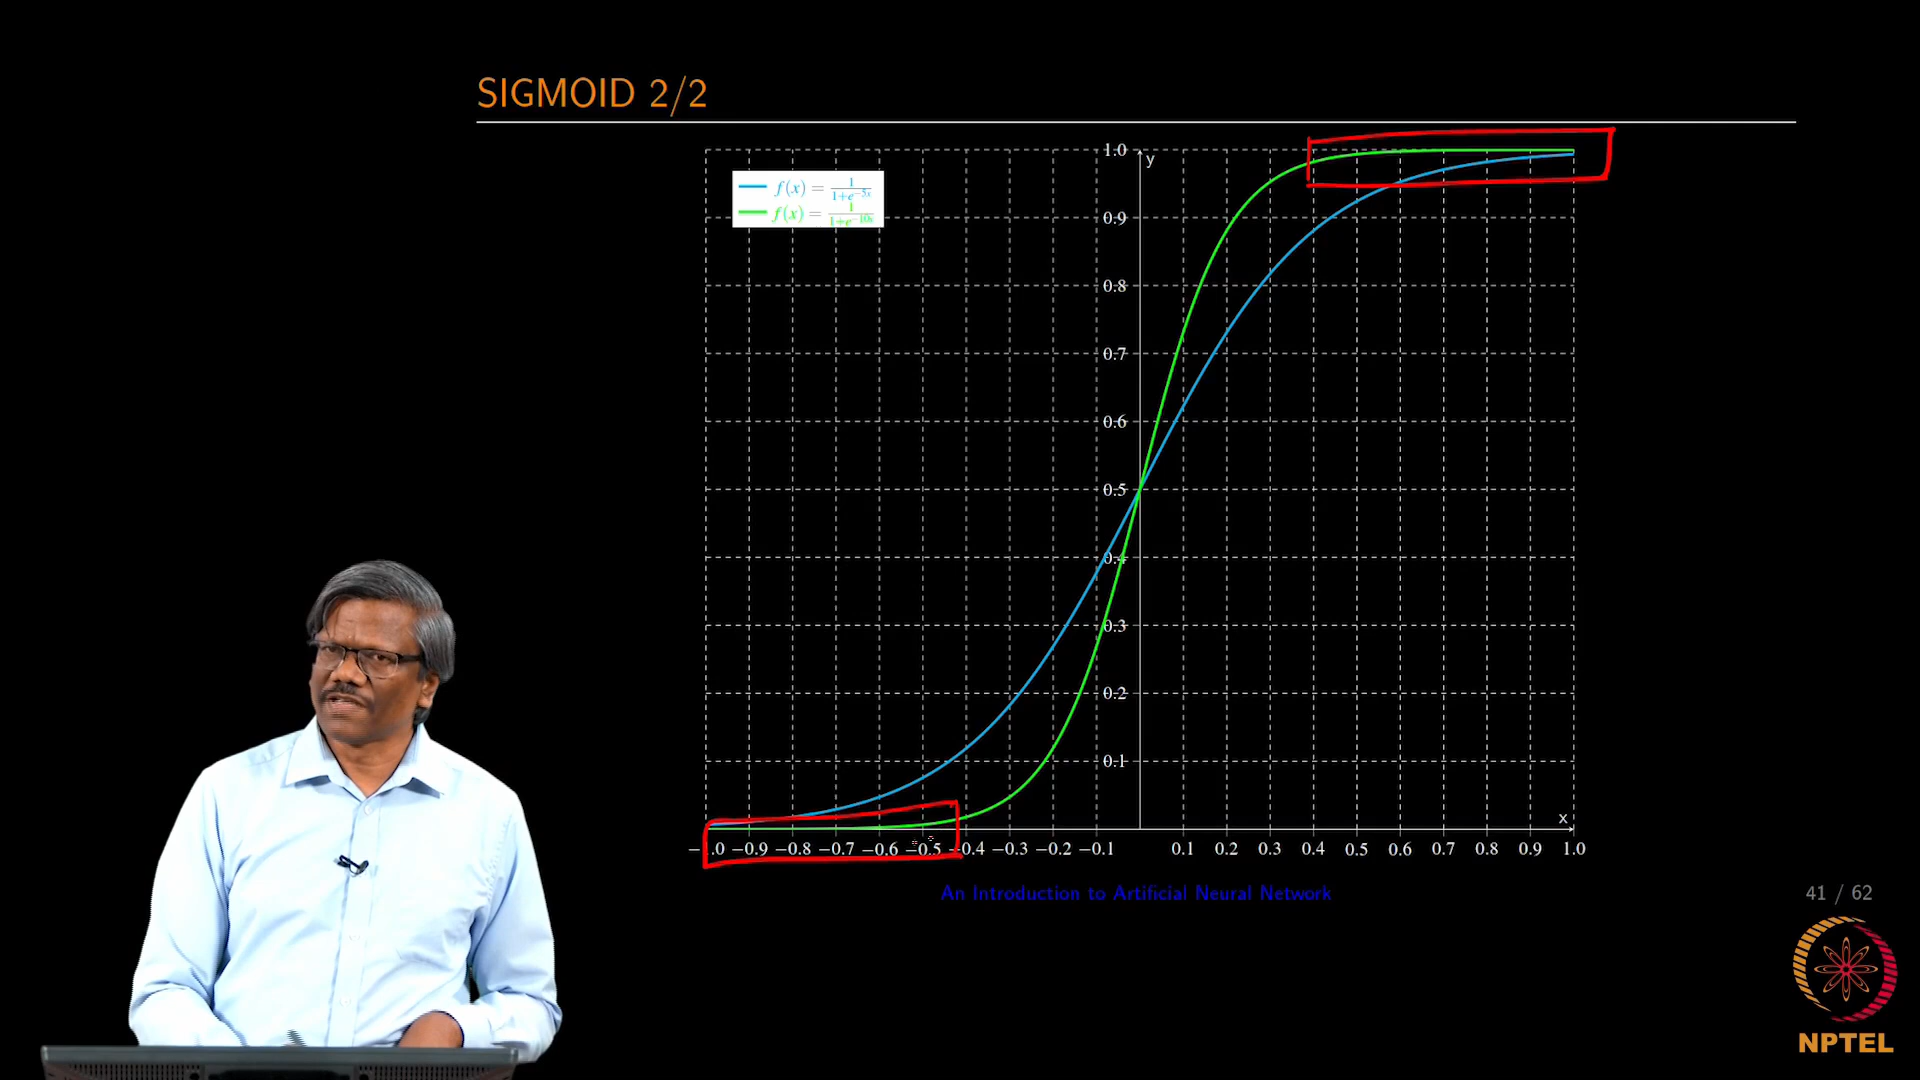 SIGMOID 2/2
f(x) = 1/(1+e^{-5x})
f(x) = 1/(1+e^{-10x})
y
1.0
0.9
0.8
0.7
0.6
0.5
0.4
0.3
0.2
0.1
x
.0 −0.9 −0.8 −0.7 −0.6 −0.5 0.4 −0.3 −0.2 −0.1 0.1 0.2 0.3 0.4 0.5 0.6 0.7 0.8 0.9 1.0
An Introduction to Artificial Neural Network
41 / 62
NPTEL